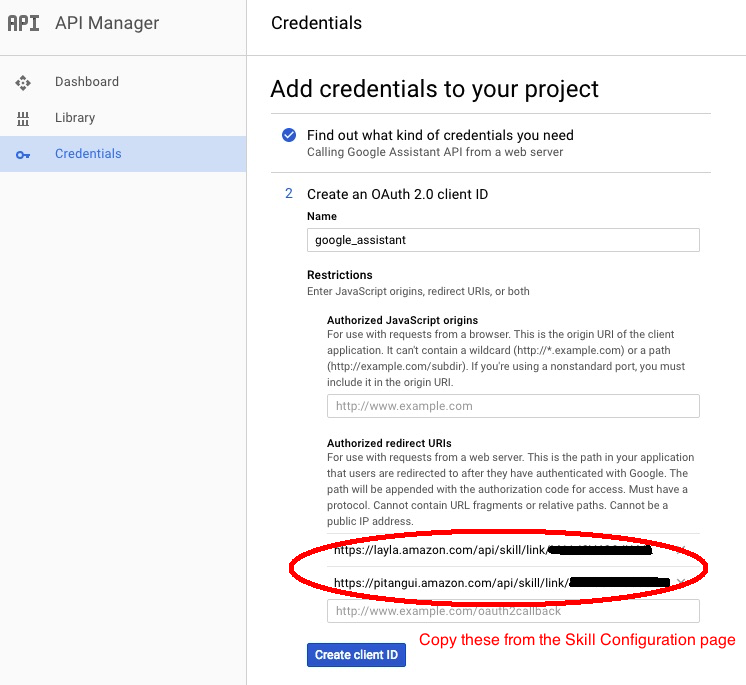 API API Manager
Credentials
Dashboard
Library
Credentials
Add credentials to your project
Find out what kind of credentials you need
Calling Google Assistant API from a web server
2 Create an OAuth 2.0 client ID
Name
google_assistant
Restrictions
Enter JavaScript origins, redirect URIs, or both
Authorized JavaScript origins
For use with requests from a browser. This is the origin URI of the client
application. It can't contain a wildcard (http://*.example.com) or a path
(http://example.com/subdir). If you're using a nonstandard port, you must
include it in the origin URI.
http://www.example.com
Authorized redirect URIs
For use with requests from a web server. This is the path in your application
that users are redirected to after they have authenticated with Google. The
path will be appended with the authorization code for access. Must have a
protocol. Cannot contain URL fragments or relative paths. Cannot be a
public IP address.
https://layla.amazon.com/api/skill/link/
https://pitangui.amazon.com/api/skill/link/
http://www.example.com/oauth2callback
Copy these from the Skill Configuration page
Create client ID